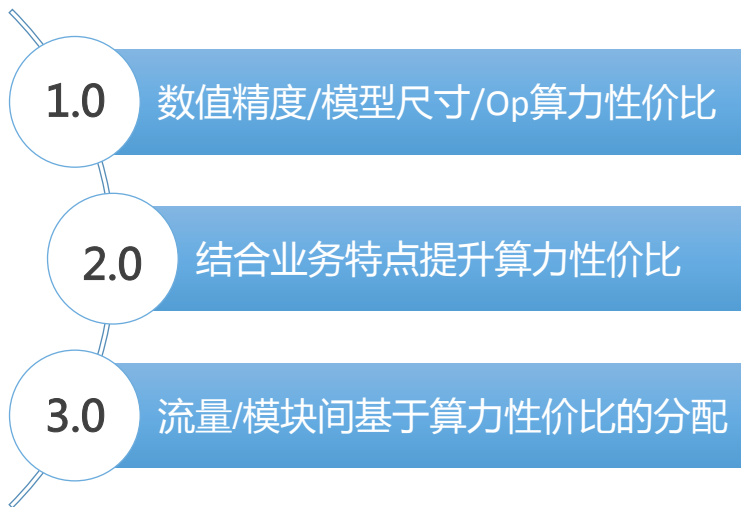 1.0
数值精度/模型尺寸/Op算力性价比
2.0
结合业务特点提升算力性价比
3.0
流量/模块间基于算力性价比的分配